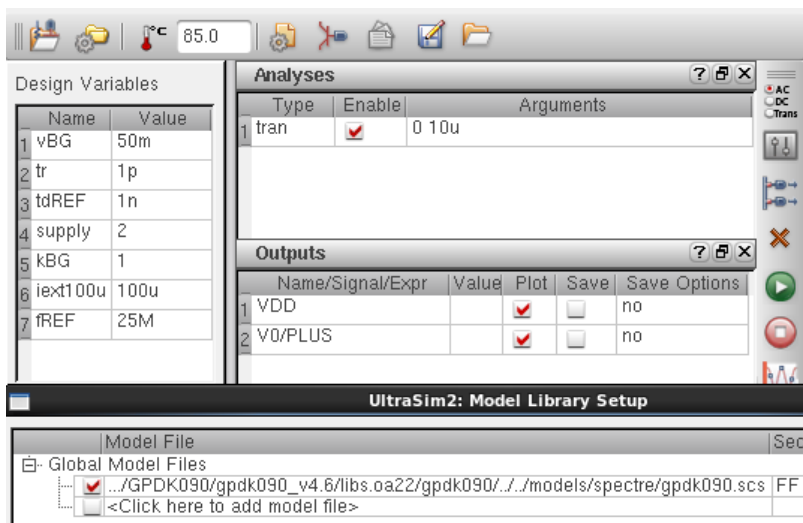 °C 85.0
Design Variables
Name Value
1 vBG 50m
2 tr 1p
3 tdREF 1n
4 supply 2
5 kBG 1
6 iext100u 100u
7 fREF 25M
Analyses ?
Type Enable Arguments
1 tran 0 10u
Outputs ?
Name/Signal/Expr Value Plot Save Save Options
1 VDD no
2 V0/PLUS no
AC
DC
Trans
UltraSim2: Model Library Setup
Model File Sec
Global Model Files
.../GPDK090/gpdk090_v4.6/libs.oa22/gpdk090/../../models/spectre/gpdk090.scs FF
<Click here to add model file>